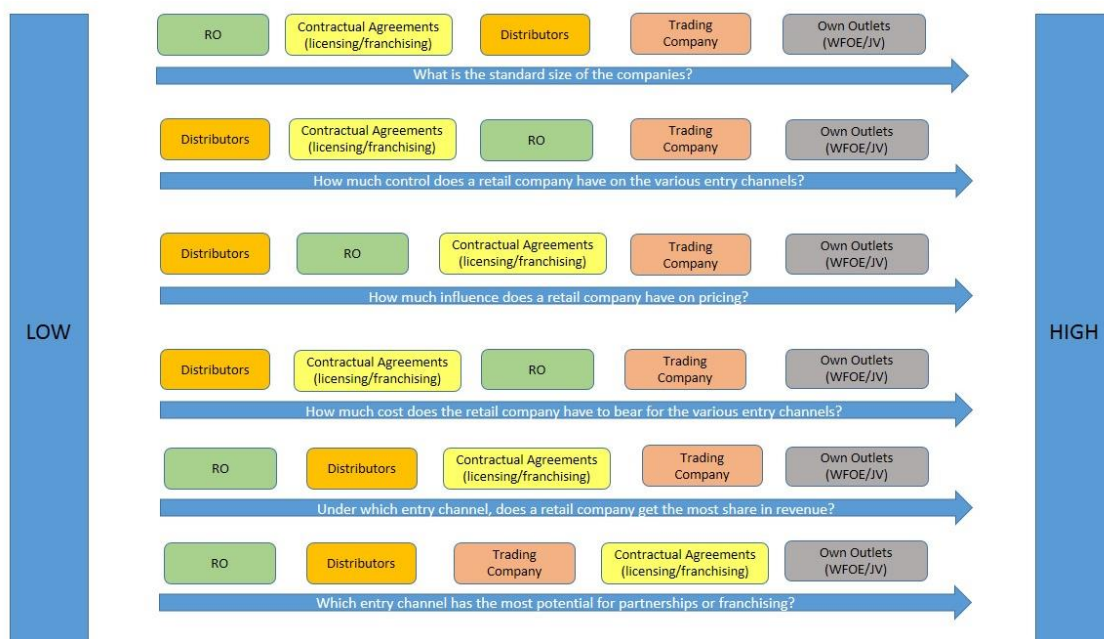 LOW
RO
Contractual Agreements
(licensing/franchising)
Distributors
Trading
Company
Own Outlets
(WFOE/JV)
What is the standard size of the companies?
Distributors
Contractual Agreements
(licensing/franchising)
RO
Trading
Company
Own Outlets
(WFOE/JV)
How much control does a retail company have on the various entry channels?
Distributors
RO
Contractual Agreements
(licensing/franchising)
Trading
Company
Own Outlets
(WFOE/JV)
How much influence does a retail company have on pricing?
Distributors
Contractual Agreements
(licensing/franchising)
RO
Trading
Company
Own Outlets
(WFOE/JV)
How much cost does the retail company have to bear for the various entry channels?
RO
Distributors
Contractual Agreements
(licensing/franchising)
Trading
Company
Own Outlets
(WFOE/JV)
Under which entry channel, does a retail company get the most share in revenue?
RO
Distributors
Trading
Company
Contractual Agreements
(licensing/franchising)
Own Outlets
(WFOE/JV)
Which entry channel has the most potential for partnerships or franchising?
HIGH